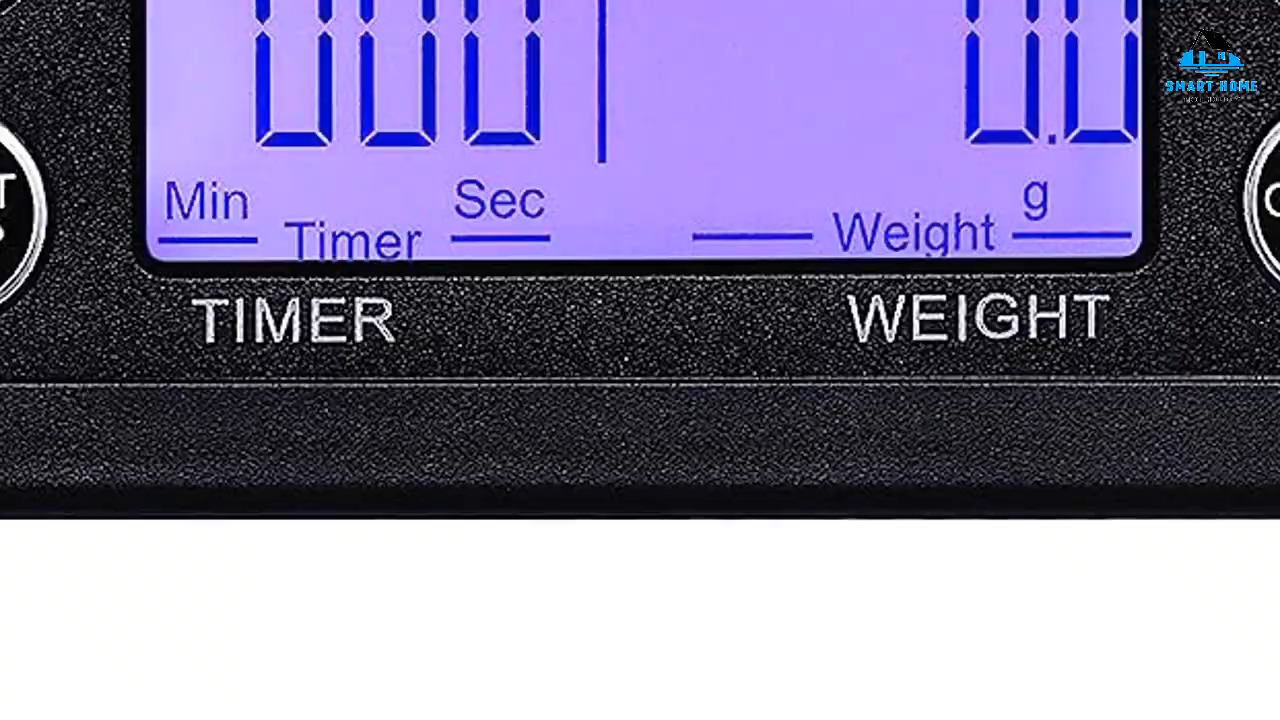 000 0.0
SMART HOME
Min Sec g
Timer Weight
TIMER WEIGHT